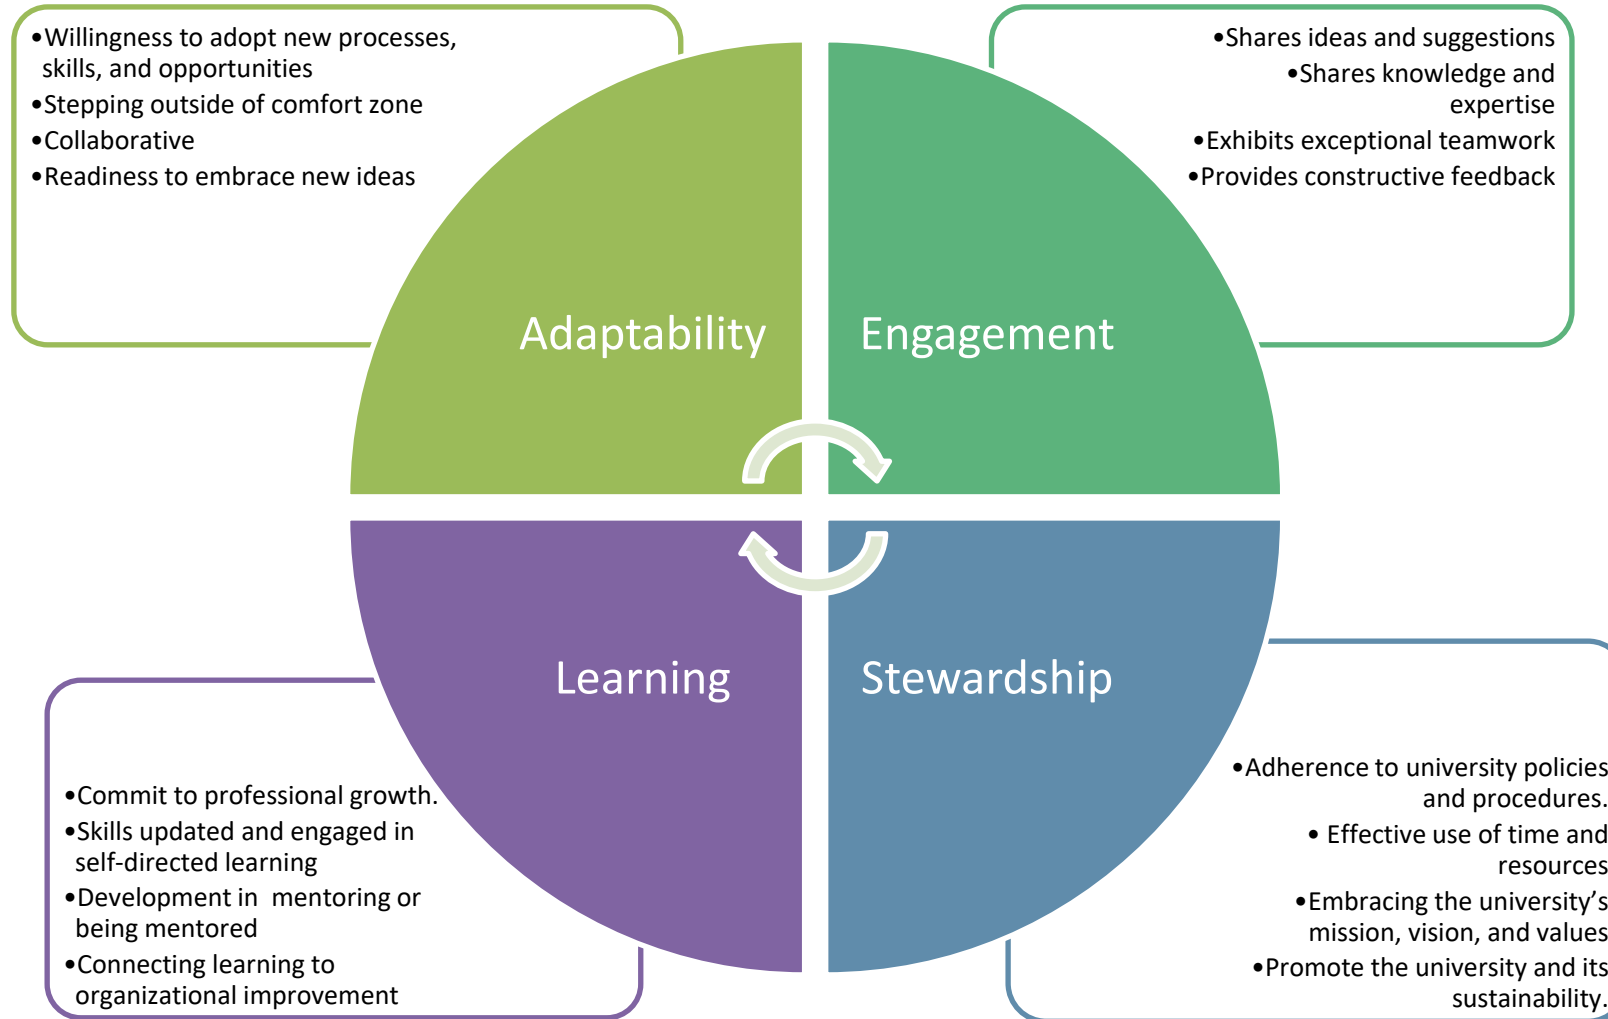 •Willingness to adopt new processes,
skills, and opportunities
•Stepping outside of comfort zone
•Collaborative
•Readiness to embrace new ideas
•Shares ideas and suggestions
•Shares knowledge and
expertise
•Exhibits exceptional teamwork
•Provides constructive feedback
Adaptability
Engagement
Learning
Stewardship
•Commit to professional growth.
•Skills updated and engaged in
self-directed learning
•Development in  mentoring or
being mentored
•Connecting learning to
organizational improvement
•Adherence to university policies
and procedures.
• Effective use of time and
resources
•Embracing the university’s
mission, vision, and values
•Promote the university and its
sustainability.